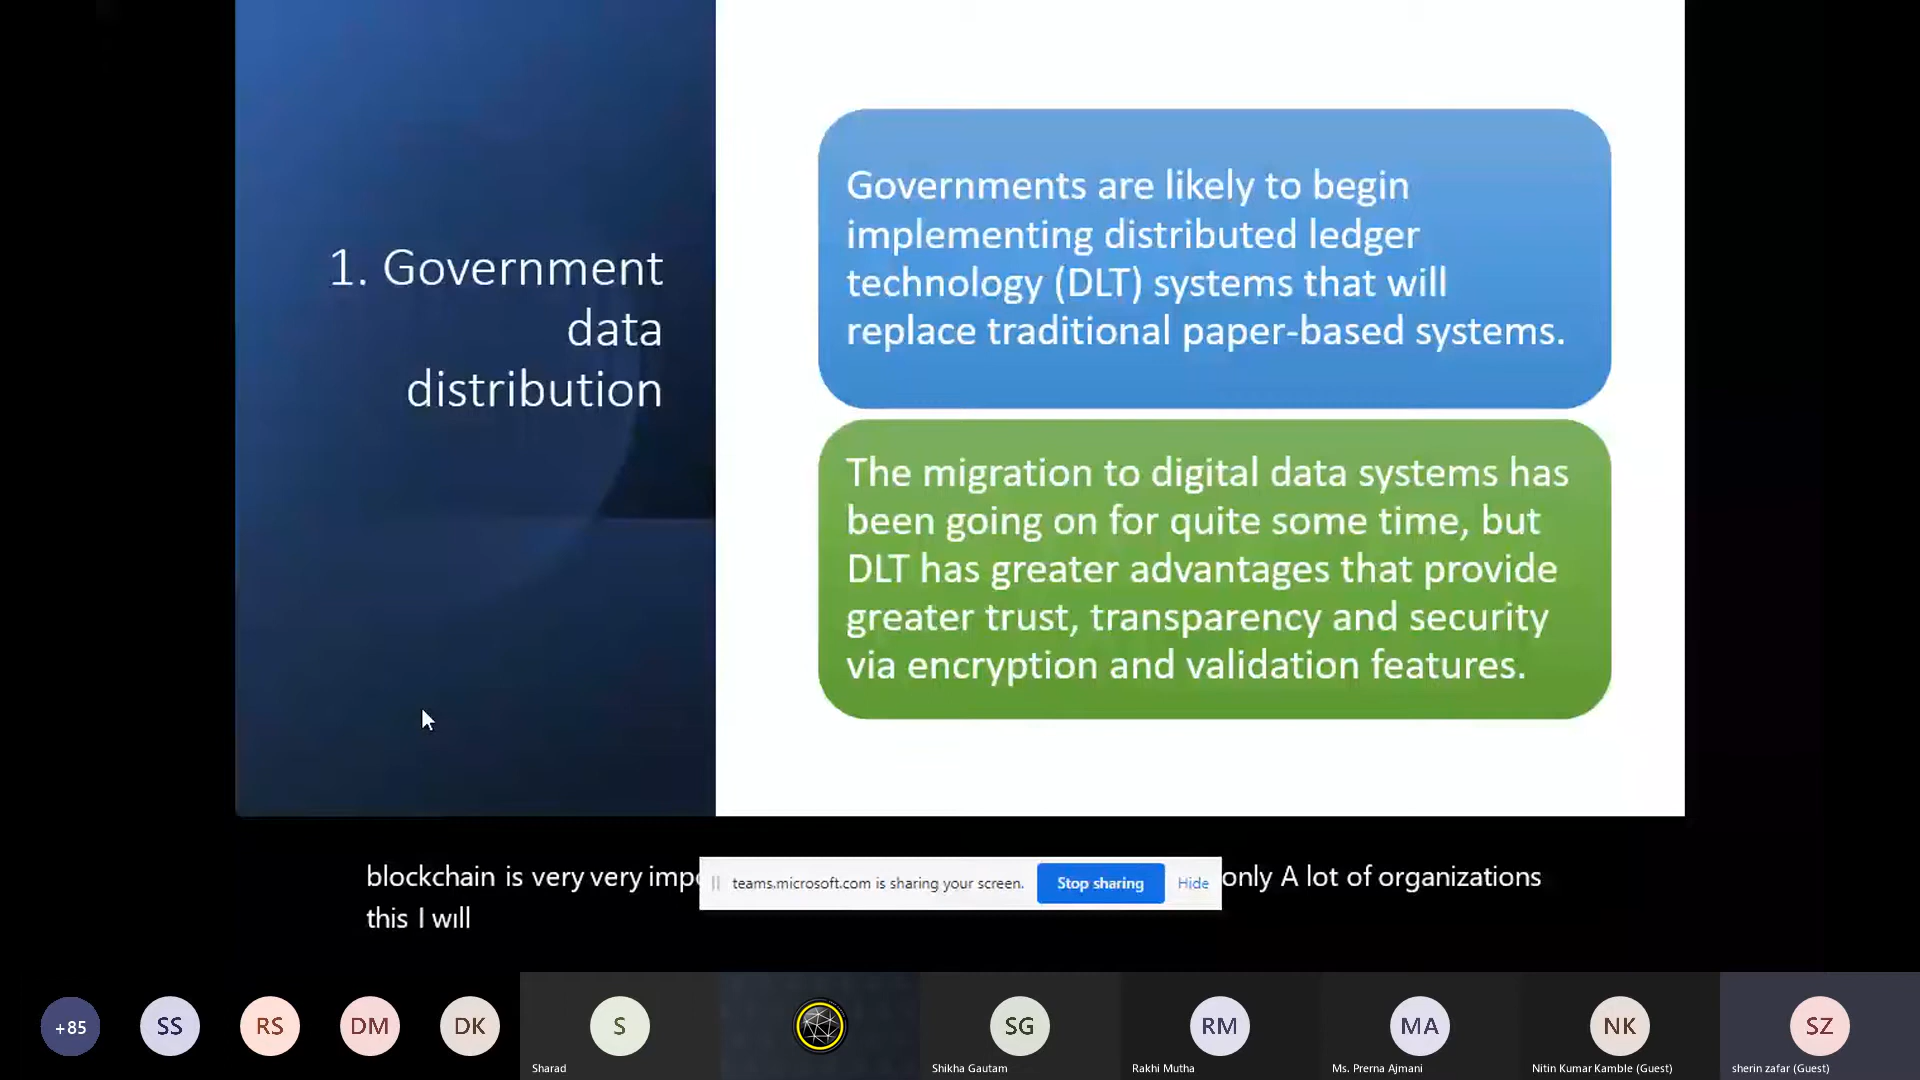 1. Government
data
distribution
Governments are likely to begin
implementing distributed ledger
technology (DLT) systems that will
replace traditional paper-based systems.
The migration to digital data systems has
been going on for quite some time, but
DLT has greater advantages that provide
greater trust, transparency and security
via encryption and validation features.
blockchain is very very only A lot of organizations
this I will
teams.microsoft.com is sharing your screen. Stop sharing Hide
+85 SS RS DM DK S SG RM MA NK SZ
Sharad Shikha Gautam Rakhi Mutha Ms. Prerna Ajmani Nitin Kumar Kamble (Guest) sherin zafar (Guest)